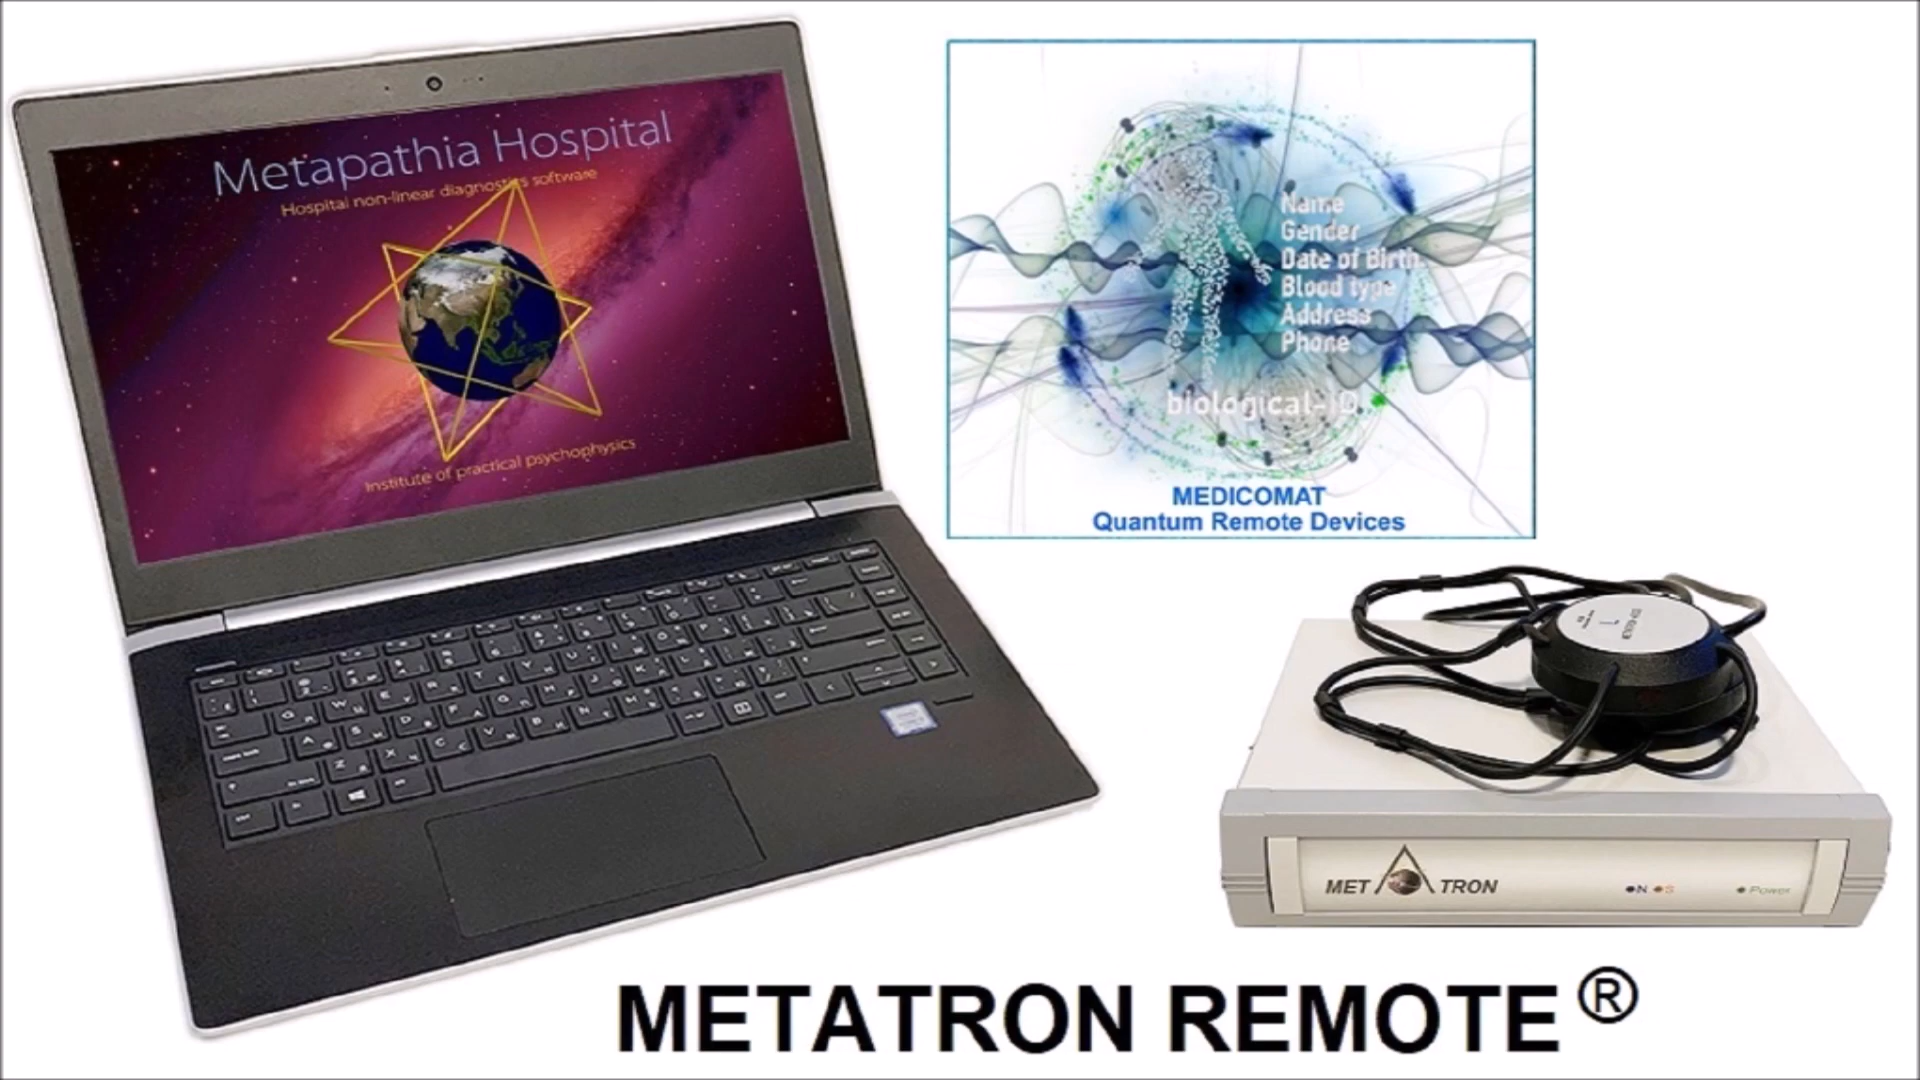 Metapathia Hospital
Hospital non-linear diagnostics software
Institute of practical psychophysics
Name
Gender
Date of Birth
Blood type
Address
Phone
biological-ID
MEDICOMAT
Quantum Remote Devices
MET TRON
N S
Power
METATRON REMOTE ®